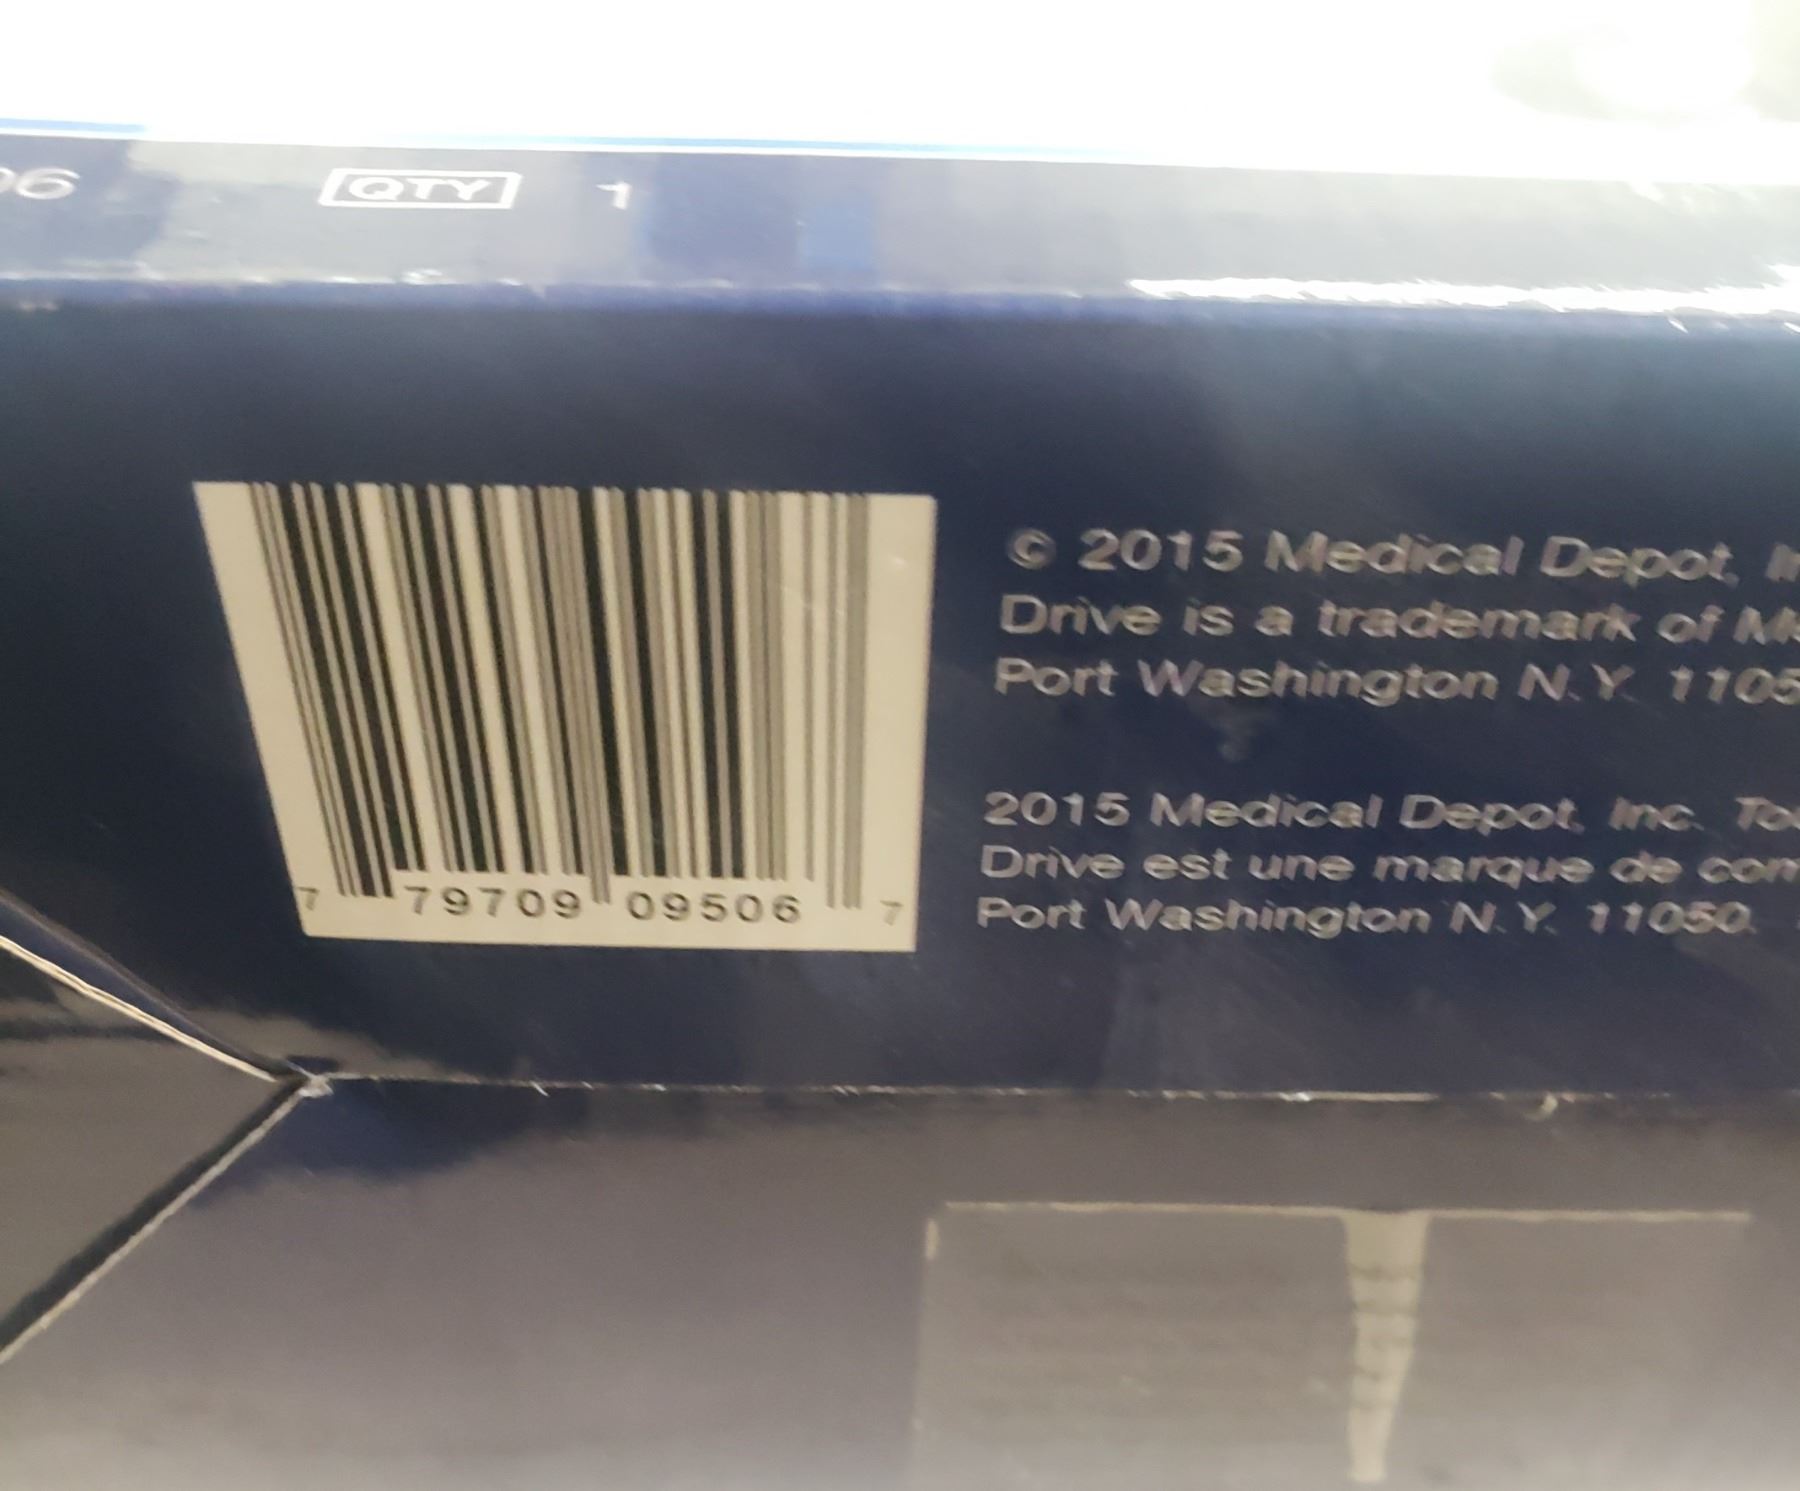 06 QTY 1
7 79709 09506 7
© 2015 Medical Depot,
Drive is a trademark of
Port Washington N.Y.
2015 Medical Depot, Inc.
Drive est une marque de
Port Washington N.Y. 11050.